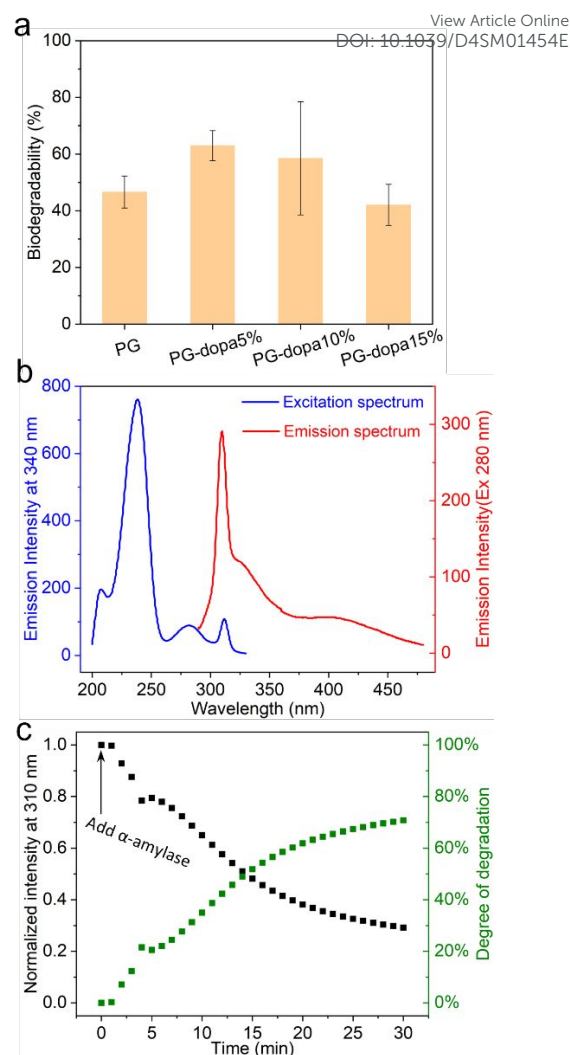 View Article Online
DOI: 10.1039/D4SM01454E
a
Biodegradability (%)
100
80
60
40
20
0
PG
PG-dopa5%
PG-dopa10%
PG-dopa15%
b
Emission Intensity at 340 nm
800
600
400
200
0
Excitation spectrum
Emission spectrum
300
200
100
0
Emission Intensity(Ex 280 nm)
200 250 300 350 400 450
Wavelength (nm)
c
Normalized intensity at 310 nm
1.0
0.8
0.6
0.4
0.2
0.0
Add α-amylase
100%
80%
60%
40%
20%
0%
Degree of degradation
0 5 10 15 20 25 30
Time (min)